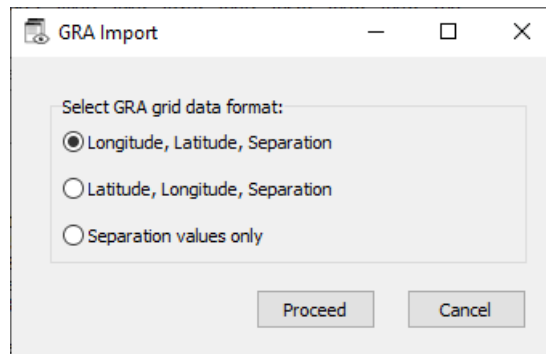 GRA Import
Select GRA grid data format:
Longitude, Latitude, Separation
Latitude, Longitude, Separation
Separation values only
Proceed Cancel